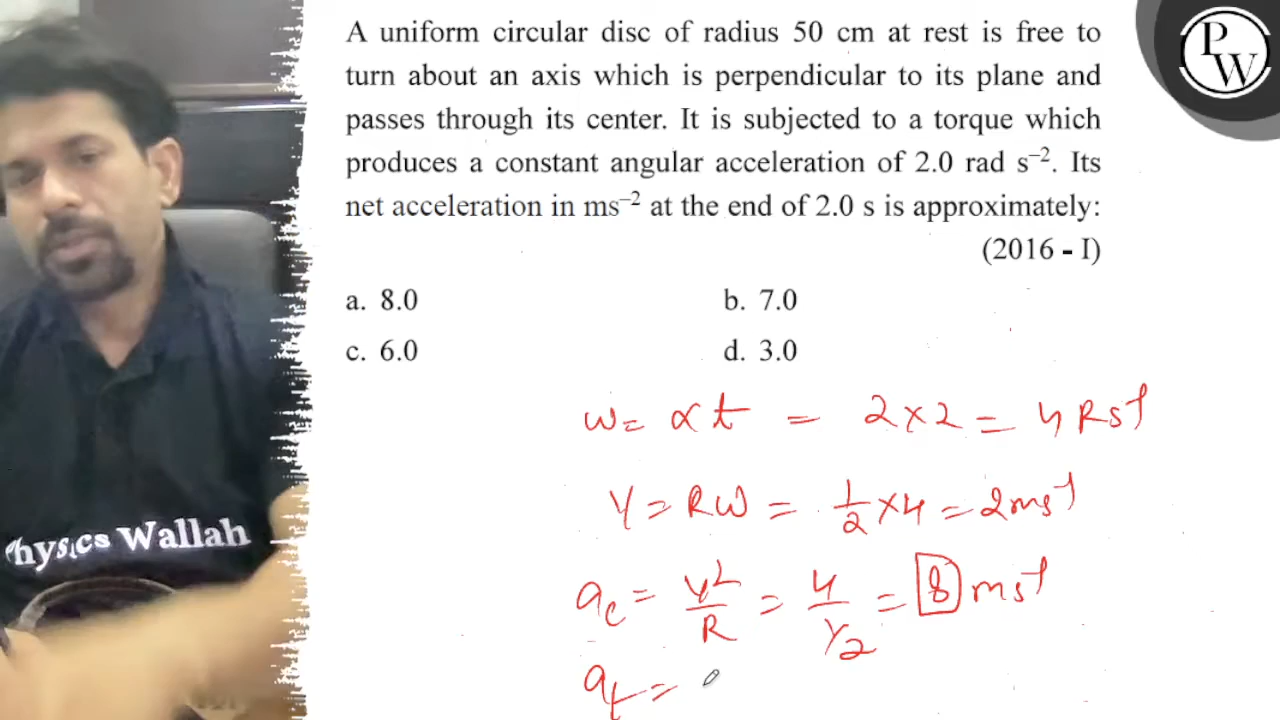 A uniform circular disc of radius 50 cm at rest is free to
turn about an axis which is perpendicular to its plane and
passes through its center. It is subjected to a torque which
produces a constant angular acceleration of 2.0 rad s⁻². Its
net acceleration in ms⁻² at the end of 2.0 s is approximately:
(2016 - I)
a. 8.0
b. 7.0
c. 6.0
d. 3.0
ω = αt = 2×2 = 4 Rs⁻¹
V = Rω = 1/2 ×4 = 2ms⁻¹
a_c = V²/R = 4/1/2 = 8 ms⁻¹
a_t =
PW
Physics Wallah